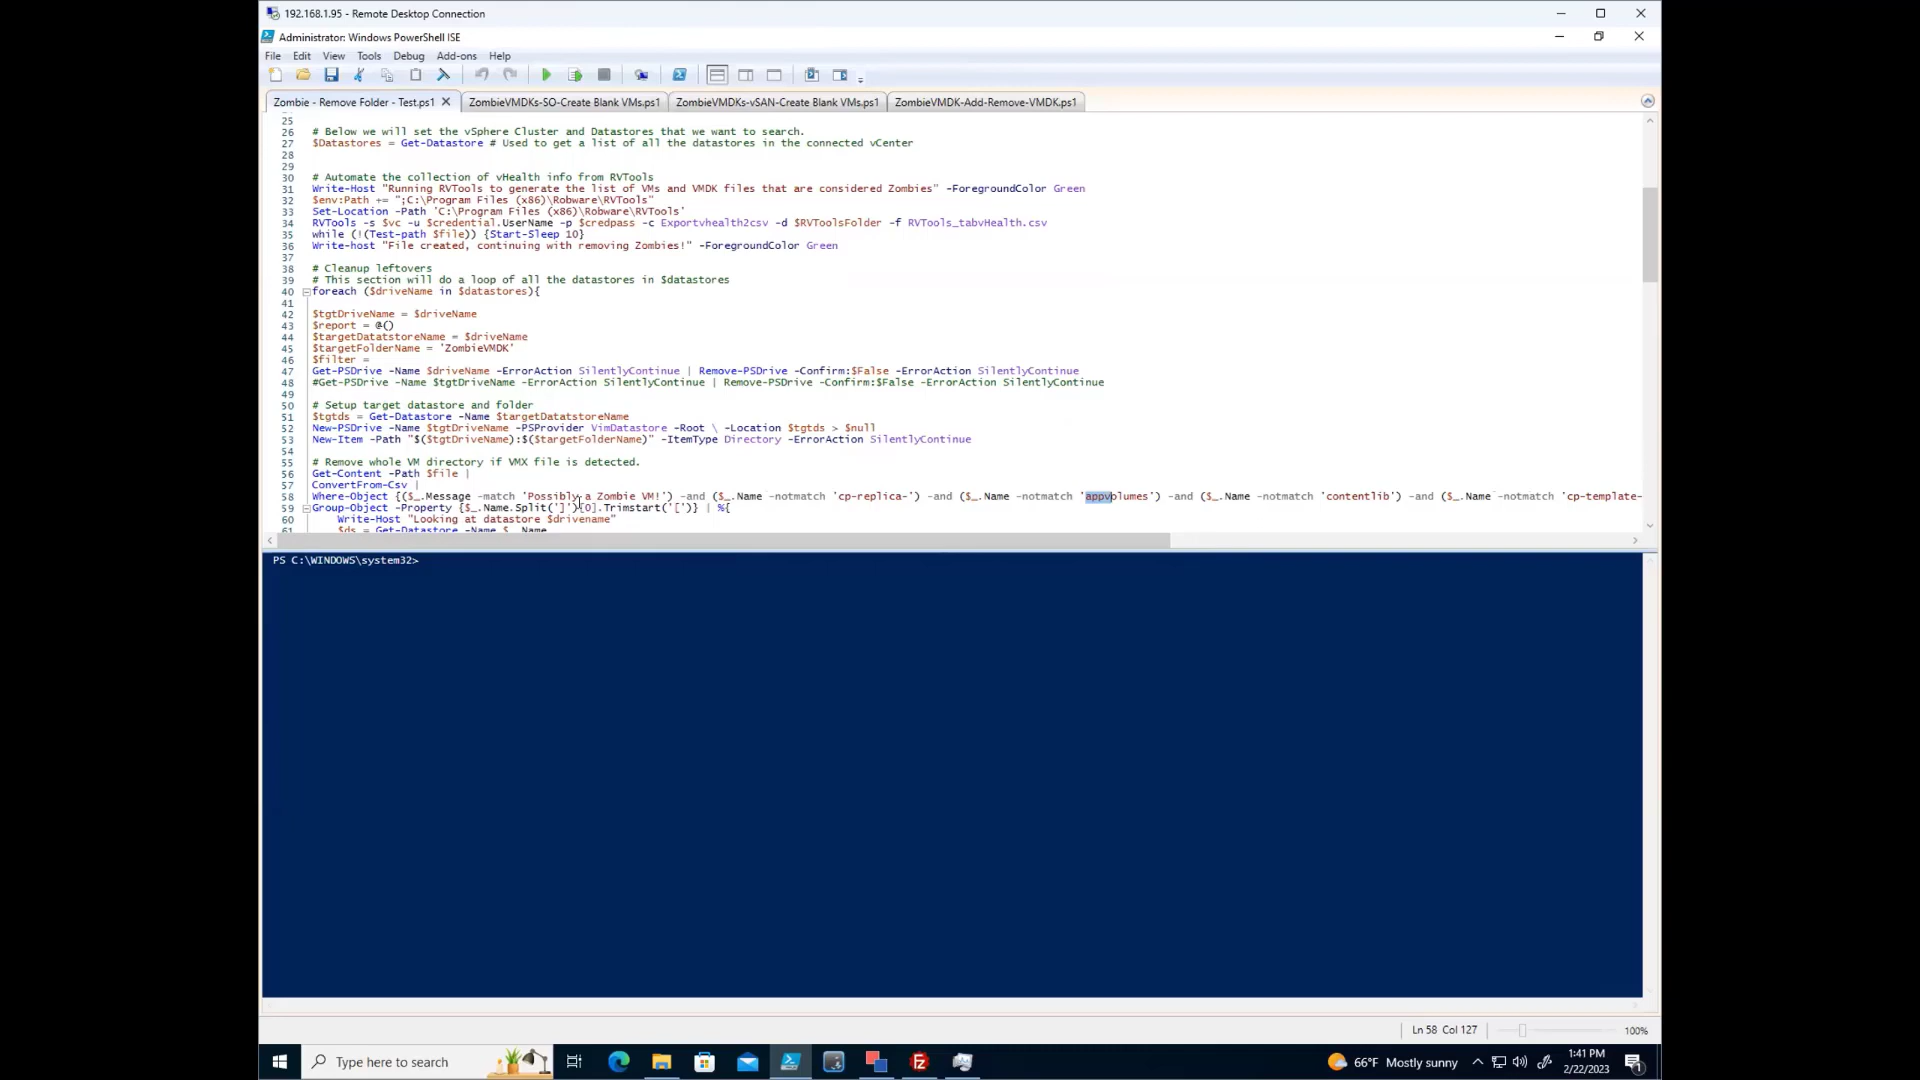 192.168.1.95 - Remote Desktop Connection
Administrator: Windows PowerShell ISE
File Edit View Tools Debug Add-ons Help
Zombie - Remove Folder - Test.ps1 ZombieVMDKs-SO-Create Blank VMs.ps1 ZombieVMDKs-vSAN-Create Blank VMs.ps1 ZombieVMDK-Add-Remove-VMDK.ps1
25
26 # Below we will set the vSphere Cluster and Datastores that we want to search.
27 $Datastores = Get-Datastore # Used to get a list of all the datastores in the connected vCenter
28
29
30 # Automate the collection of vHealth info from RVTools
31 Write-Host "Running RVTools to generate the list of VMs and VMDK files that are considered Zombies" -ForegroundColor Green
32 $env:Path += ";C:\Program Files (x86)\Robware\RVTools"
33 Set-Location -Path 'C:\Program Files (x86)\Robware\RVTools'
34 RVTools -s $vc -u $credential.UserName -p $credpass -c Exportvhealth2csv -d $RVToolsFolder -f RVTools_tabvHealth.csv
35 while (!(Test-path $file)) {Start-Sleep 10}
36 Write-host "File created, continuing with removing Zombies!" -ForegroundColor Green
37
38 # Cleanup leftovers
39 # This section will do a loop of all the datastores in $datastores
40 foreach ($driveName in $datastores){
41
42 $tgtDriveName = $driveName
43 $report = @()
44 $targetDatatstoreName = $driveName
45 $targetFolderName = 'ZombieVMDK'
46 $filter =
47 Get-PSDrive -Name $driveName -ErrorAction SilentlyContinue | Remove-PSDrive -Confirm:$False -ErrorAction SilentlyContinue
48 #Get-PSDrive -Name $tgtDriveName -ErrorAction SilentlyContinue | Remove-PSDrive -Confirm:$False -ErrorAction SilentlyContinue
49
50 # Setup target datastore and folder
51 $tgtds = Get-Datastore -Name $targetDatatstoreName
52 New-PSDrive -Name $tgtDriveName -PSProvider VimDatastore -Root \ -Location $tgtds > $null
53 New-Item -Path "$($tgtDriveName):$($targetFolderName)" -ItemType Directory -ErrorAction SilentlyContinue
54
55 # Remove whole VM directory if VMX file is detected.
56 Get-Content -Path $file |
57 ConvertFrom-Csv |
58 Where-Object {($_.Message -match 'Possibly a Zombie VM!') -and ($_.Name -notmatch 'cp-replica-') -and ($_.Name -notmatch 'appvolumes') -and ($_.Name -notmatch 'contentlib') -and ($_.Name -notmatch 'cp-template-
59 Group-Object -Property {$_.Name.Split(']')[0].Trimstart('[')} | %{
60 Write-Host "Looking at datastore $drivename"
61 $ds = Get-Datastore -Name $_.Name
PS C:\WINDOWS\system32>
Ln 58 Col 127 100%
Type here to search 66°F Mostly sunny 1:41 PM
2/22/2023